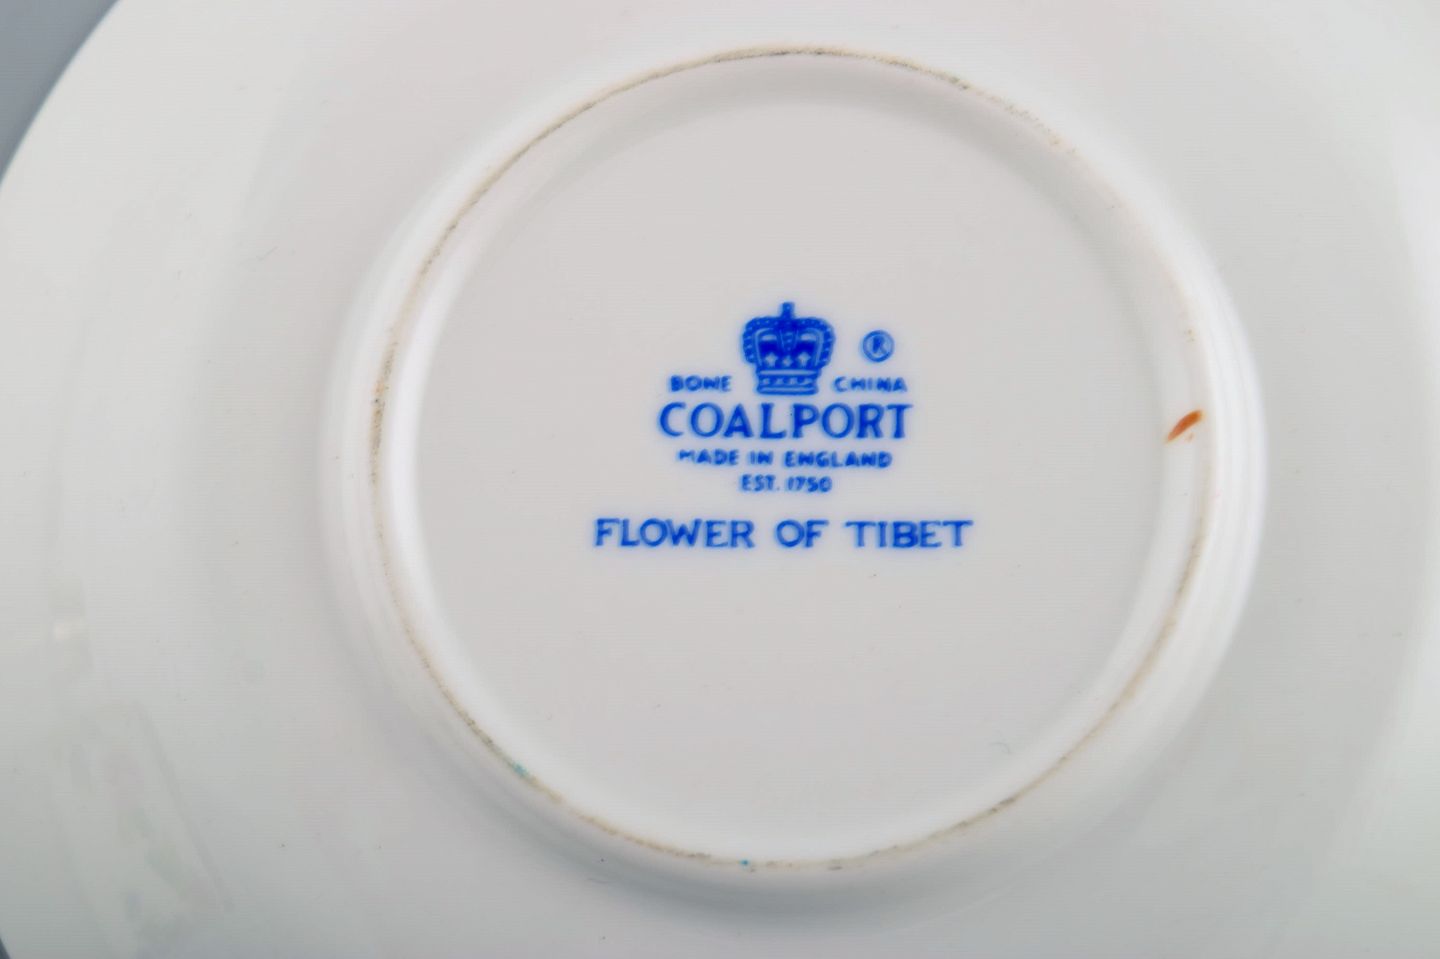 ®
BONE CHINA
COALPORT
MADE IN ENGLAND
EST. 1750
FLOWER OF TIBET